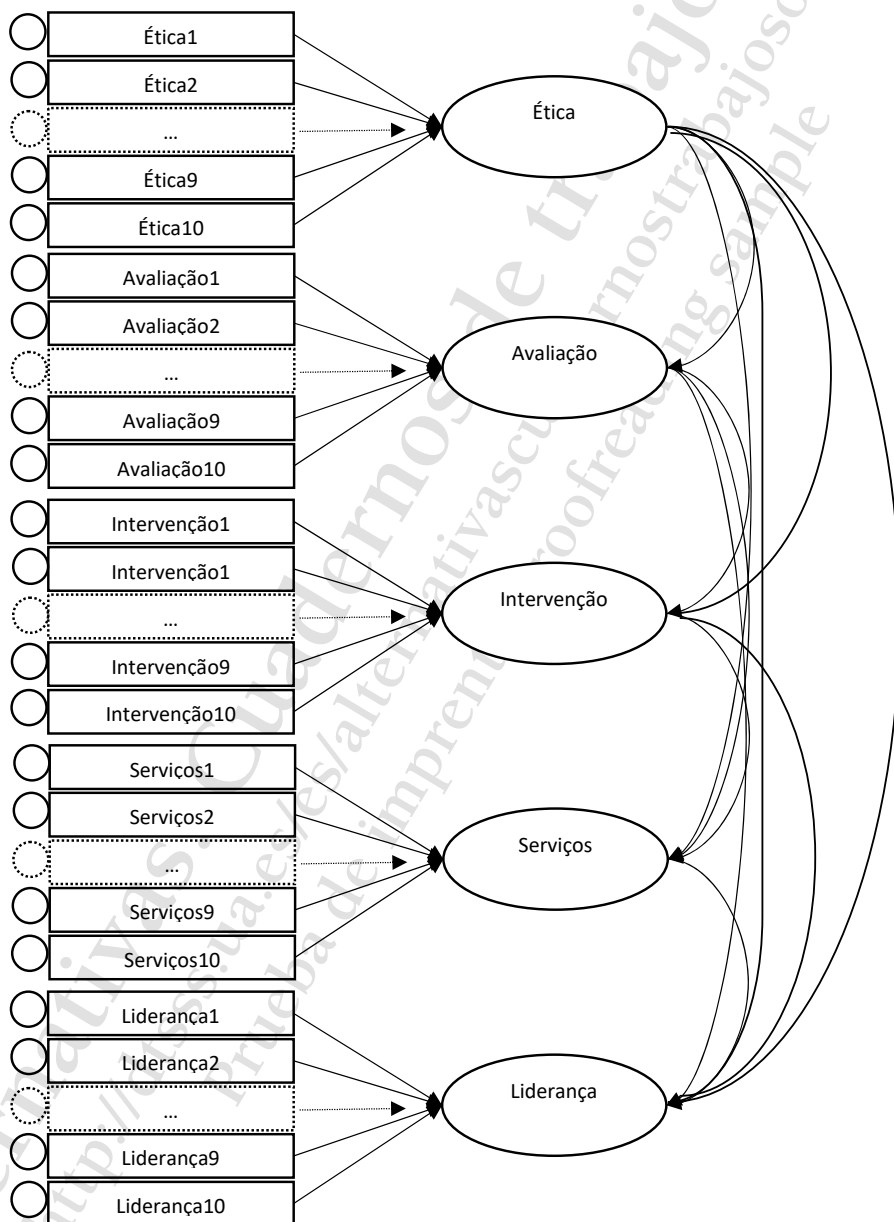 Ética1
Ética2
...
Ética9
Ética10
Ética
Avaliação1
Avaliação2
...
Avaliação9
Avaliação10
Avaliação
Intervenção1
Intervenção1
...
Intervenção9
Intervenção10
Intervenção
Serviços1
Serviços2
...
Serviços9
Serviços10
Serviços
Liderança1
Liderança2
...
Liderança9
Liderança10
Liderança